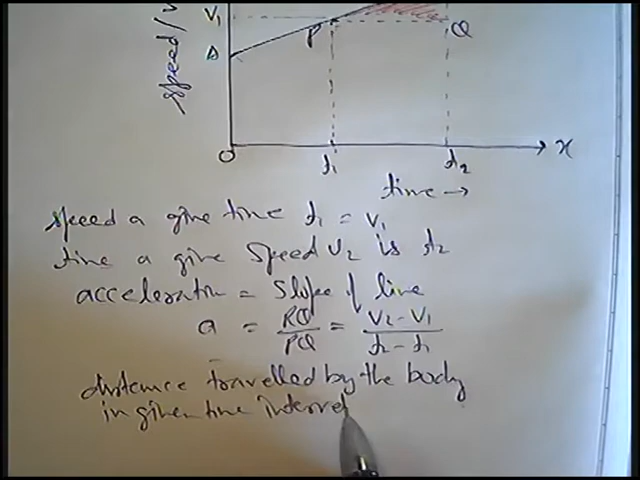 speed/v
V1
P
Q
A
O
t1
t2
x
time →
speed a give time t1 = V1
time a give speed V2 is t2
acceleration = slope of line
a = RQ/PQ = V2 - V1/t2 - t1
distance travelled by the body
in given time interval